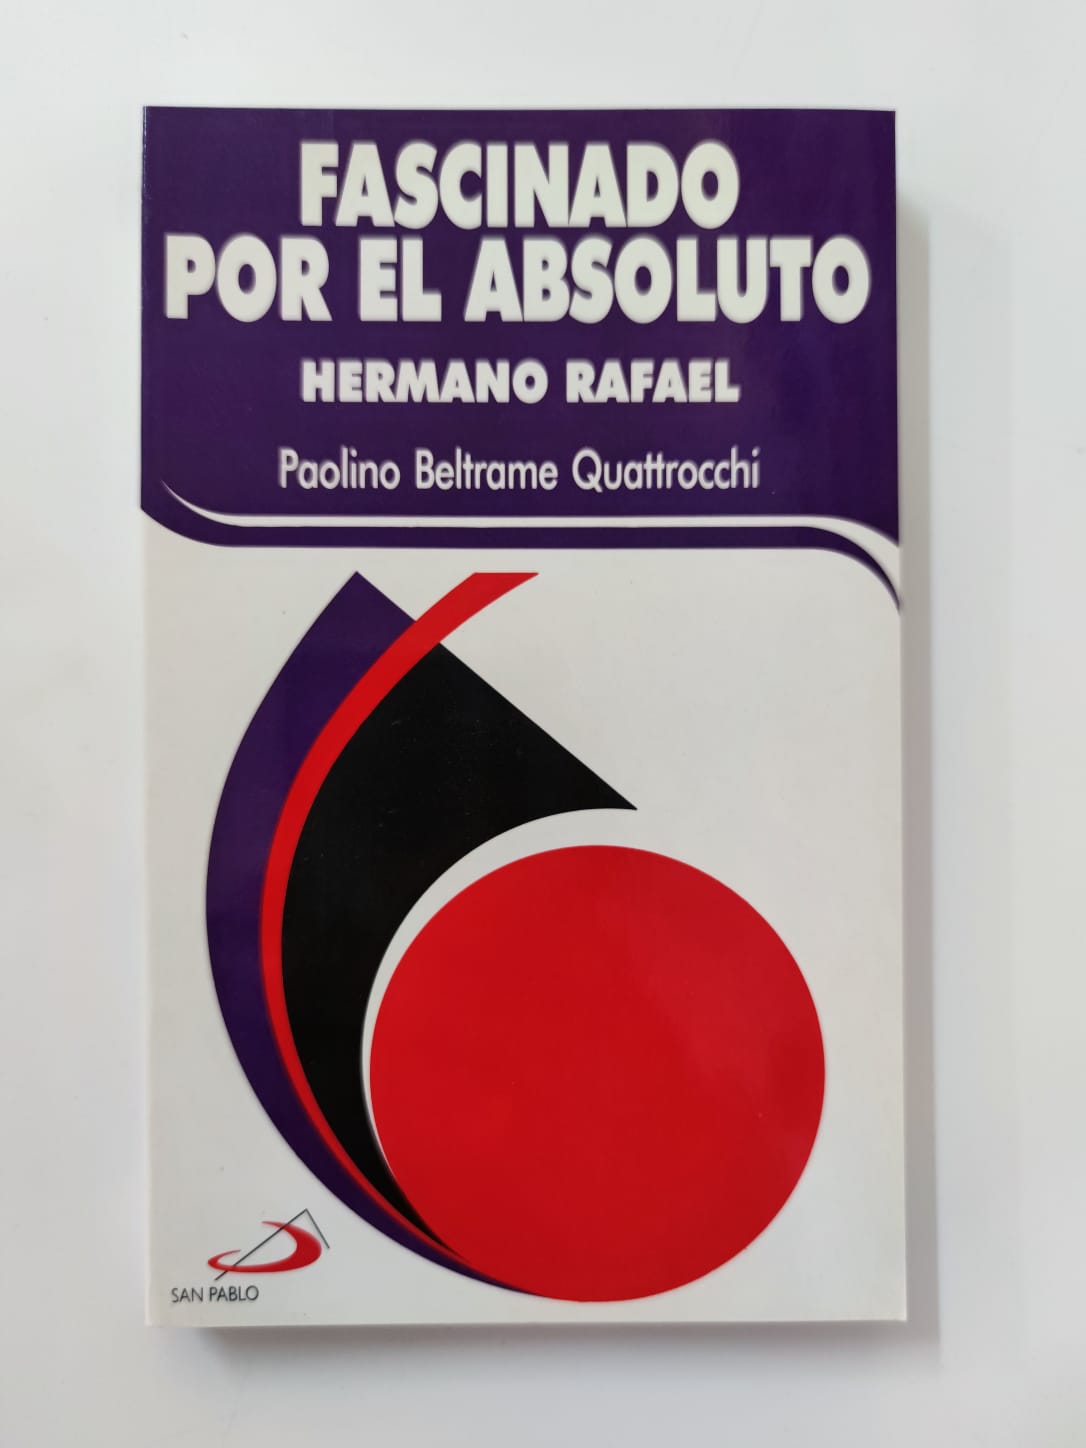 FASCINADO
POR EL ABSOLUTO
HERMANO RAFAEL
Paolino Beltrame Quattrocchi
SAN PABLO